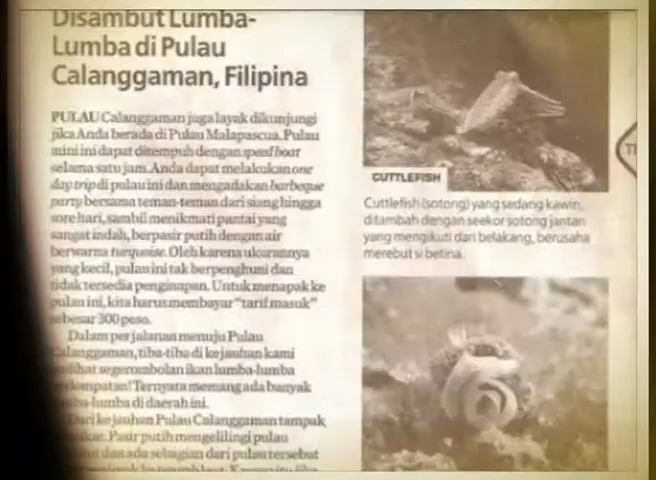 Disambut Lumba-
Lumba di Pulau
Calanggaman, Filipina
PULAU Calanggaman juga layak dikunjungi
jika Anda berada di Pulau Malapascua. Pulau
mini ini dapat ditempuh dengan speed boat
selama satu jam. Anda dapat melakukan one
day trip di pulau ini dan mengadakan barbeque
party bersama teman-teman dari siang hingga
sore hari, sambil menikmati pantai yang
sangat indah, berpasir putih dengan air
berwarna turquoise. Oleh karena ukurannya
yang kecil, pulau ini tak berpenghuni dan
tidak tersedia penginapan. Untuk menapak ke
pulau ini, kita harus membayar "tarif masuk"
sebesar 300 peso.
Dalam perjalanan menuju Pulau
Calanggaman, tiba-tiba di kejauhan kami
melihat segerombolan ikan lumba-lumba
berlompatan! Ternyata memang ada banyak
lumba-lumba di daerah ini.
Dari kejauhan Pulau Calanggaman tampak
Pasir putih mengelilingi pulau
dan ada sebagian dari pulau tersebut
CUTTLEFISH
Cuttlefish (sotong) yang sedang kawin,
ditambah dengan seekor sotong jantan
yang mengikuti dari belakang, berusaha
merebut si betina.